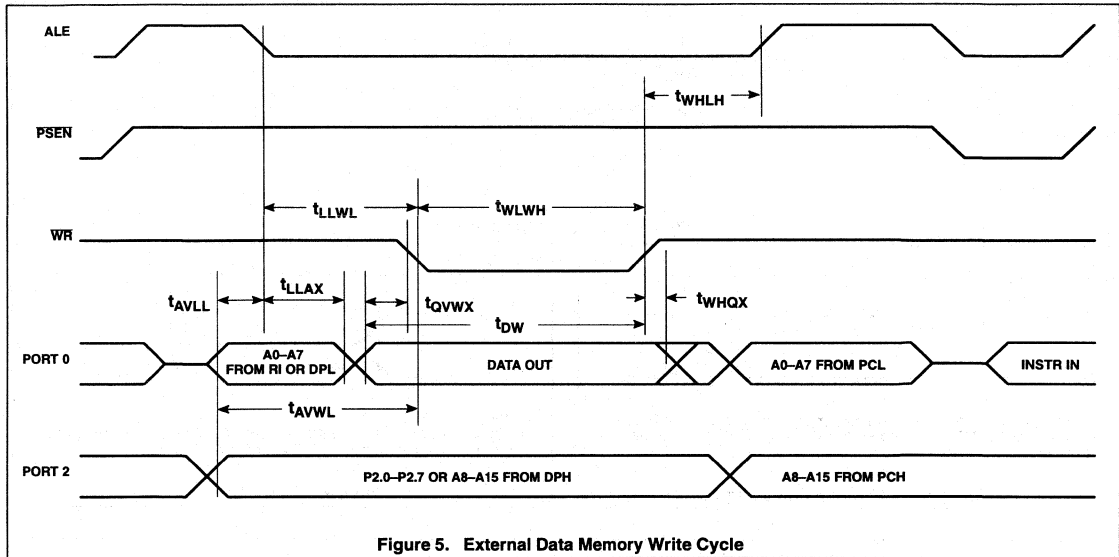 ALE
tWHLH
PSEN
tLLWL
tWLWH
WR
tAVLL
tLLAX
tQVWX
tWHQX
tDW
PORT 0
A0–A7
FROM RI OR DPL
DATA OUT
A0–A7 FROM PCL
INSTR IN
tAVWL
PORT 2
P2.0–P2.7 OR A8–A15 FROM DPH
A8–A15 FROM PCH
Figure 5. External Data Memory Write Cycle